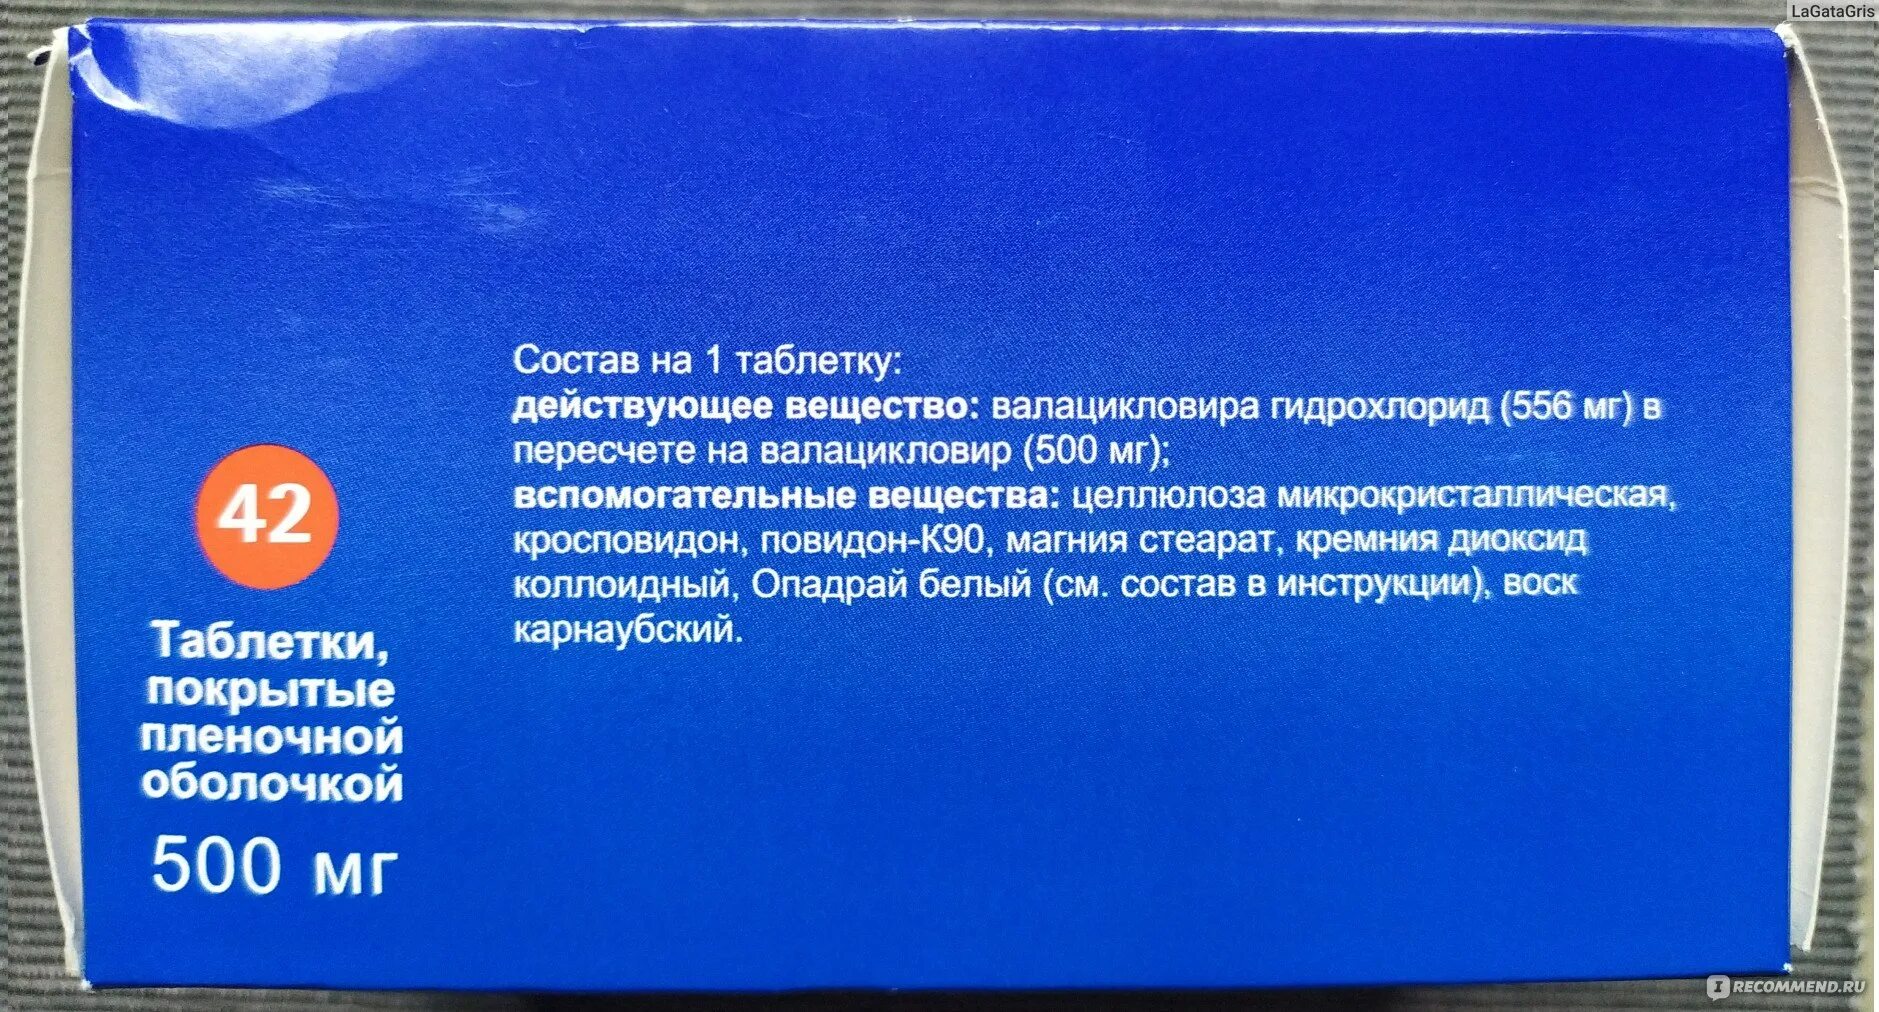 LaGataGris
Состав на 1 таблетку:
действующее вещество: валацикловира гидрохлорид (556 мг) в
пересчете на валацикловир (500 мг);
вспомогательные вещества: целлюлоза микрокристаллическая,
кросповидон, повидон-К90, магния стеарат, кремния диоксид
коллоидный, Опадрай белый (см. состав в инструкции), воск
карнаубский.
42
Таблетки,
покрытые
пленочной
оболочкой
500 мг
IRECOMMEND.RU